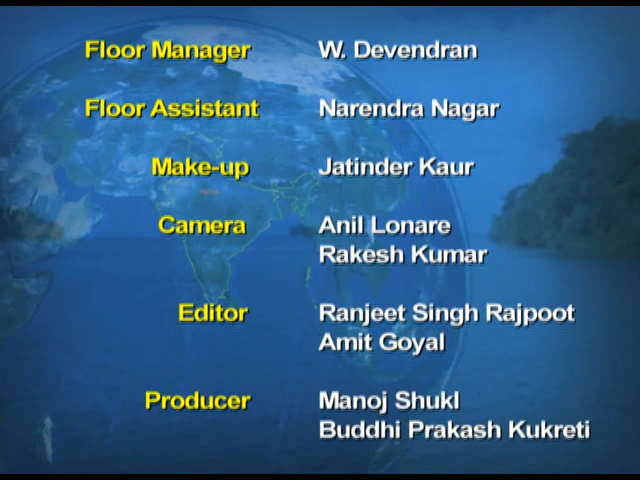 Floor Manager W. Devendran
Floor Assistant Narendra Nagar
Make-up Jatinder Kaur
Camera Anil Lonare
Rakesh Kumar
Editor Ranjeet Singh Rajpoot
Amit Goyal
Producer Manoj Shukl
Buddhi Prakash Kukreti